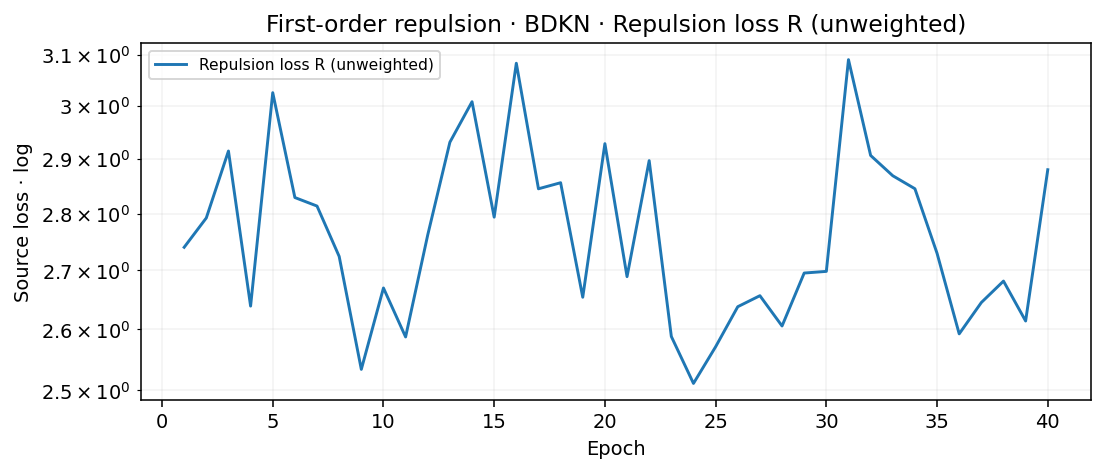 First-order repulsion · BDKN · Repulsion loss R (unweighted)
Repulsion loss R (unweighted)
Source loss · log
3.1 × 10⁰
3 × 10⁰
2.9 × 10⁰
2.8 × 10⁰
2.7 × 10⁰
2.6 × 10⁰
2.5 × 10⁰
0 5 10 15 20 25 30 35 40
Epoch